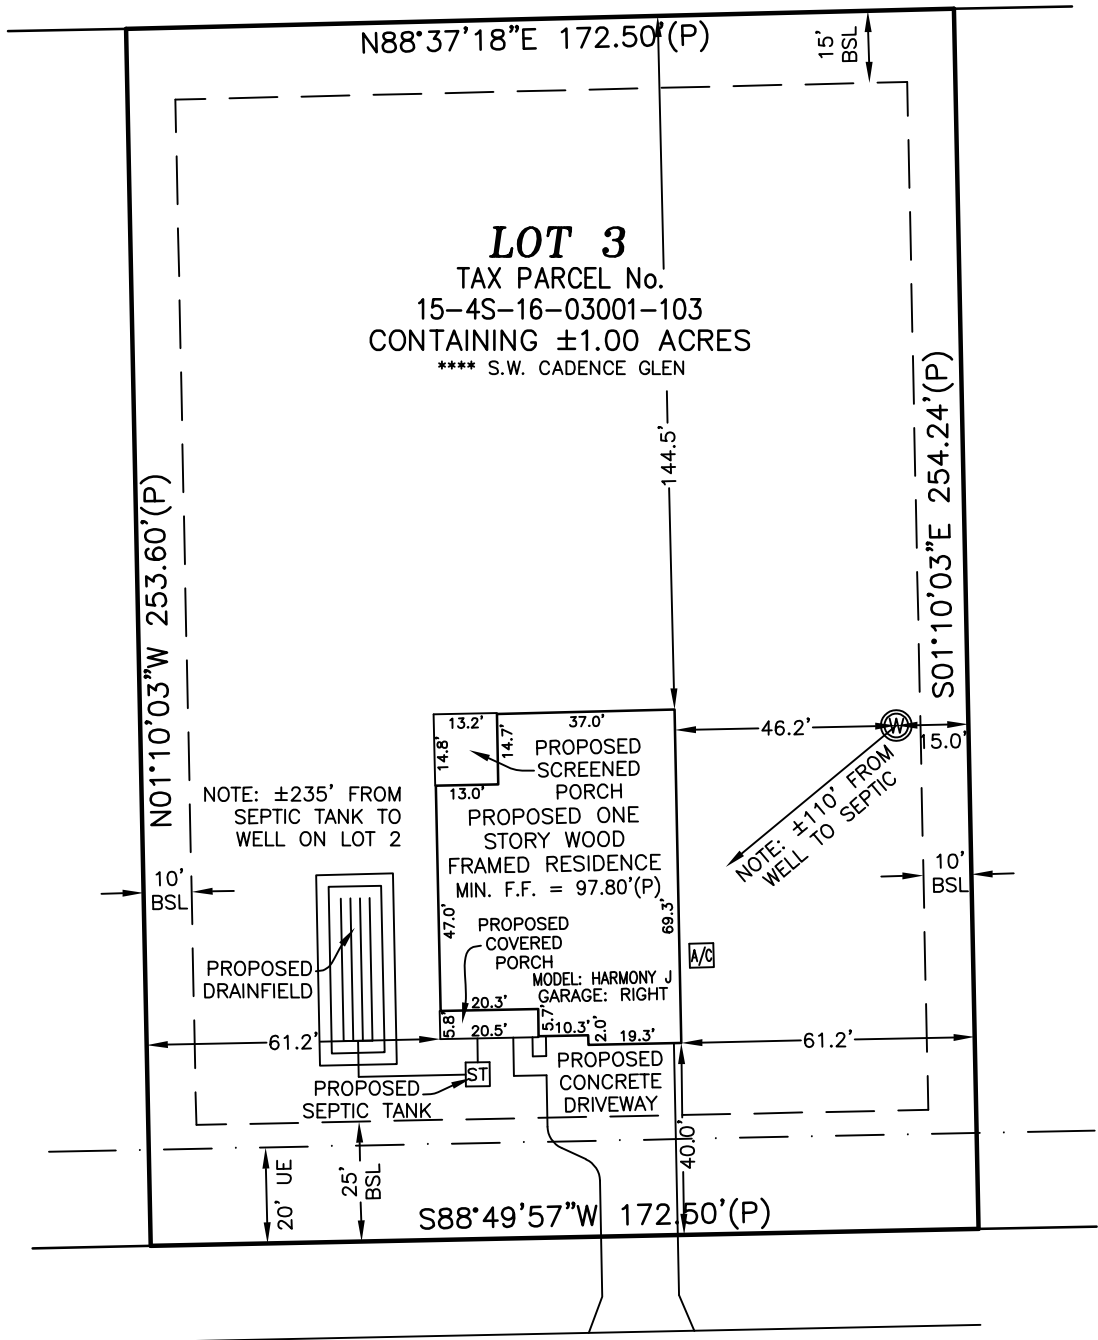 N88°37'18"E 172.50'(P)
15'
BSL
LOT 3
TAX PARCEL No.
15-4S-16-03001-103
CONTAINING ±1.00 ACRES
**** S.W. CADENCE GLEN
144.5'
N01°10'03"W 253.60'(P)
S01°10'03"E 254.24'(P)
13.2'
37.0'
14.8'
14.7'
PROPOSED
SCREENED
PORCH
13.0'
46.2'
W
15.0'
NOTE: ±110' FROM
WELL TO SEPTIC
NOTE: ±235' FROM
SEPTIC TANK TO
WELL ON LOT 2
PROPOSED ONE
STORY WOOD
FRAMED RESIDENCE
MIN. F.F. = 97.80'(P)
10'
BSL
10'
BSL
47.0'
69.3'
PROPOSED
COVERED
PORCH
A/C
PROPOSED
DRAINFIELD
MODEL: HARMONY J
GARAGE: RIGHT
20.3'
5.8'
20.5'
5.7'
10.3'
2.0'
19.3'
61.2'
61.2'
ST
PROPOSED
SEPTIC TANK
PROPOSED
CONCRETE
DRIVEWAY
40.0'
20' UE
25'
BSL
S88°49'57"W 172.50'(P)